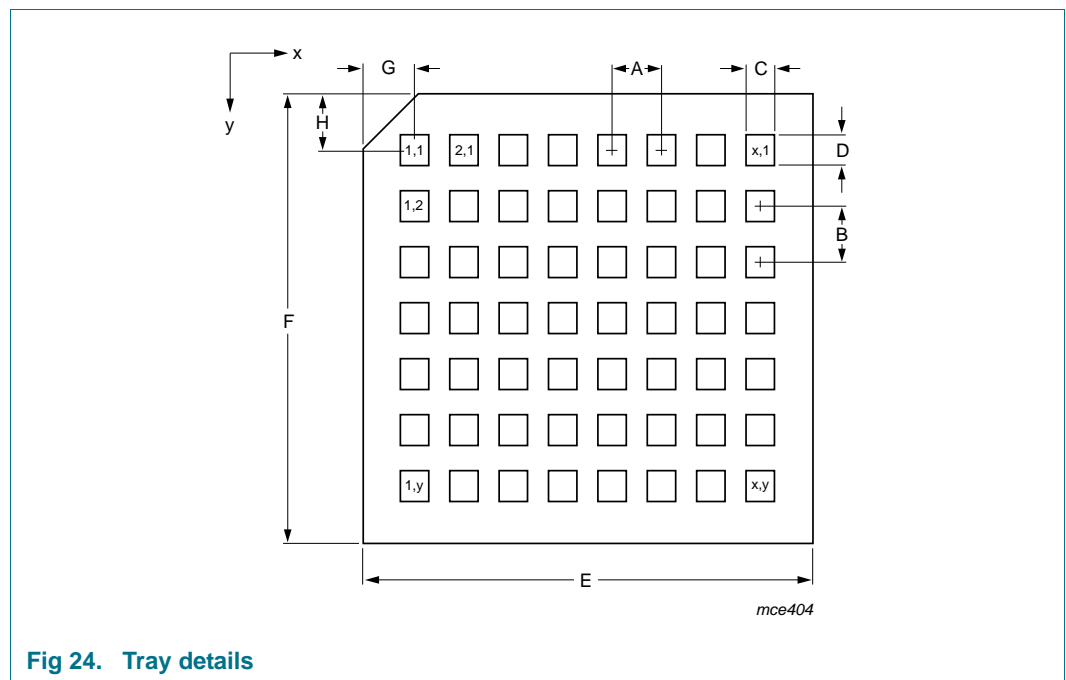 x
y
G
A
C
H
1,1
2,1
x,1
D
1,2
B
F
1,y
x,y
E
mce404
Fig 24. Tray details